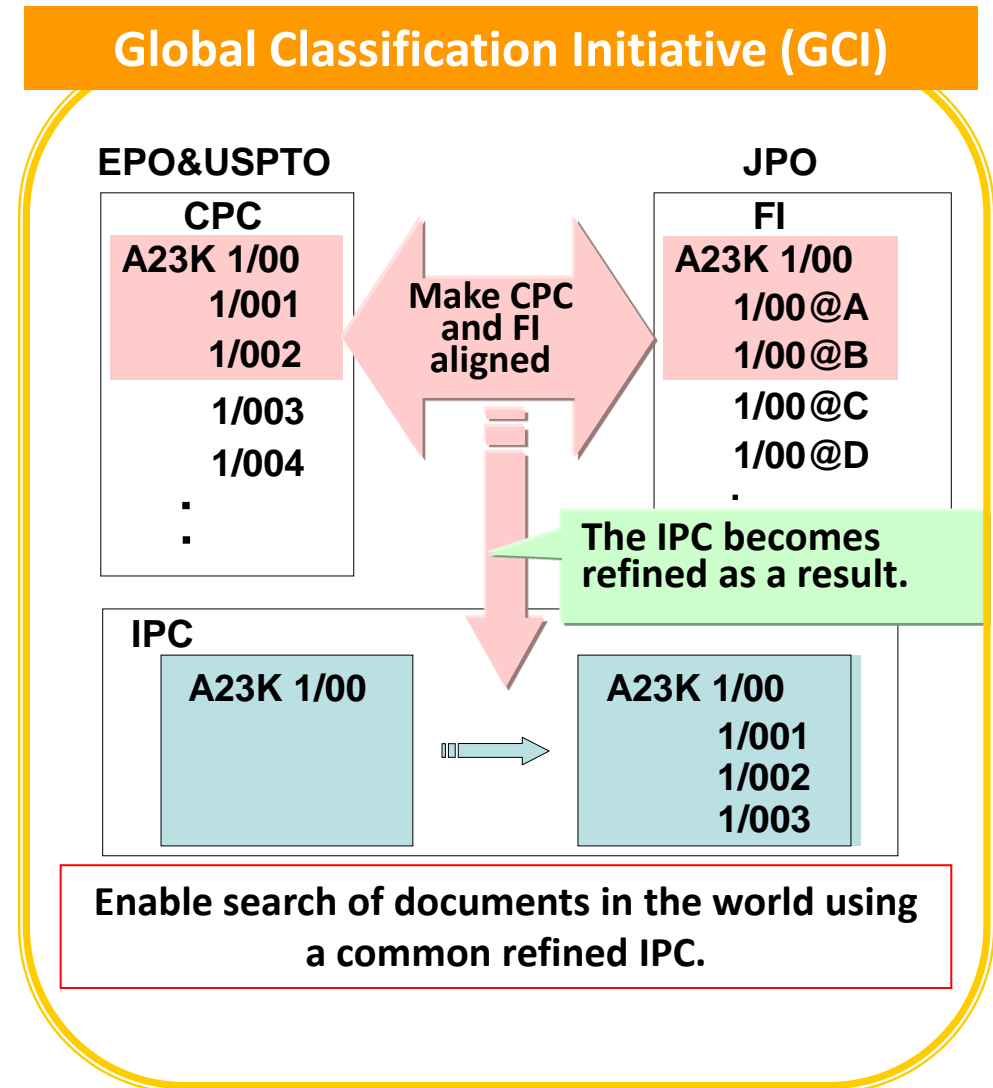 Global Classification Initiative (GCI)
EPO&USPTO
CPC
A23K 1/00
1/001
1/002
1/003
1/004
.
.
Make CPC
and FI
aligned
JPO
FI
A23K 1/00
1/00@A
1/00@B
1/00@C
1/00@D
.
The IPC becomes
refined as a result.
IPC
A23K 1/00
A23K 1/00
1/001
1/002
1/003
Enable search of documents in the world using
a common refined IPC.